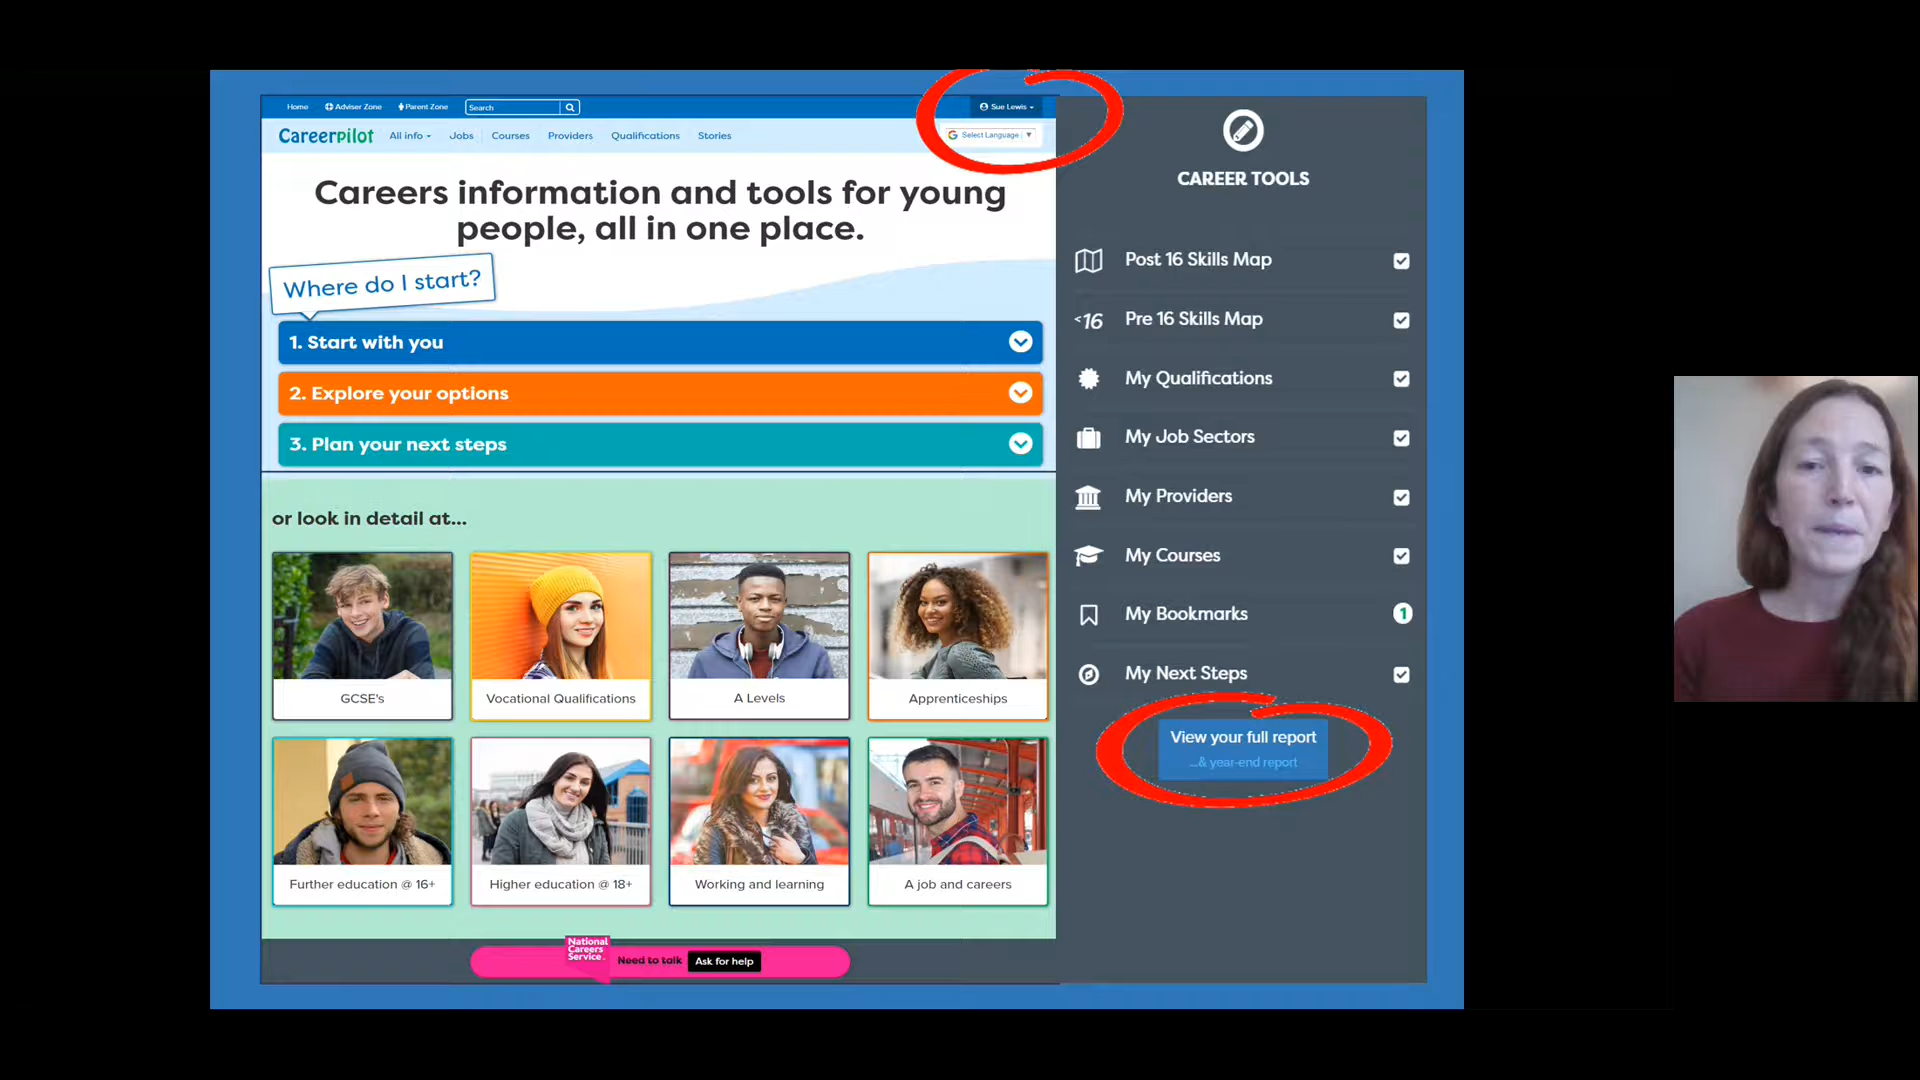 Home
Adviser Zone
Parent Zone
Search
Sue Lewis
Careerpilot
All info
Jobs
Courses
Providers
Qualifications
Stories
Select Language
Careers information and tools for young
people, all in one place.
Where do I start?
1. Start with you
2. Explore your options
3. Plan your next steps
or look in detail at...
GCSE's
Vocational Qualifications
A Levels
Apprenticeships
Further education @ 16+
Higher education @ 18+
Working and learning
A job and careers
National
Careers
Service
Need to talk
Ask for help
CAREER TOOLS
Post 16 Skills Map
<16
Pre 16 Skills Map
My Qualifications
My Job Sectors
My Providers
My Courses
My Bookmarks
1
My Next Steps
View your full report
...& year-end report